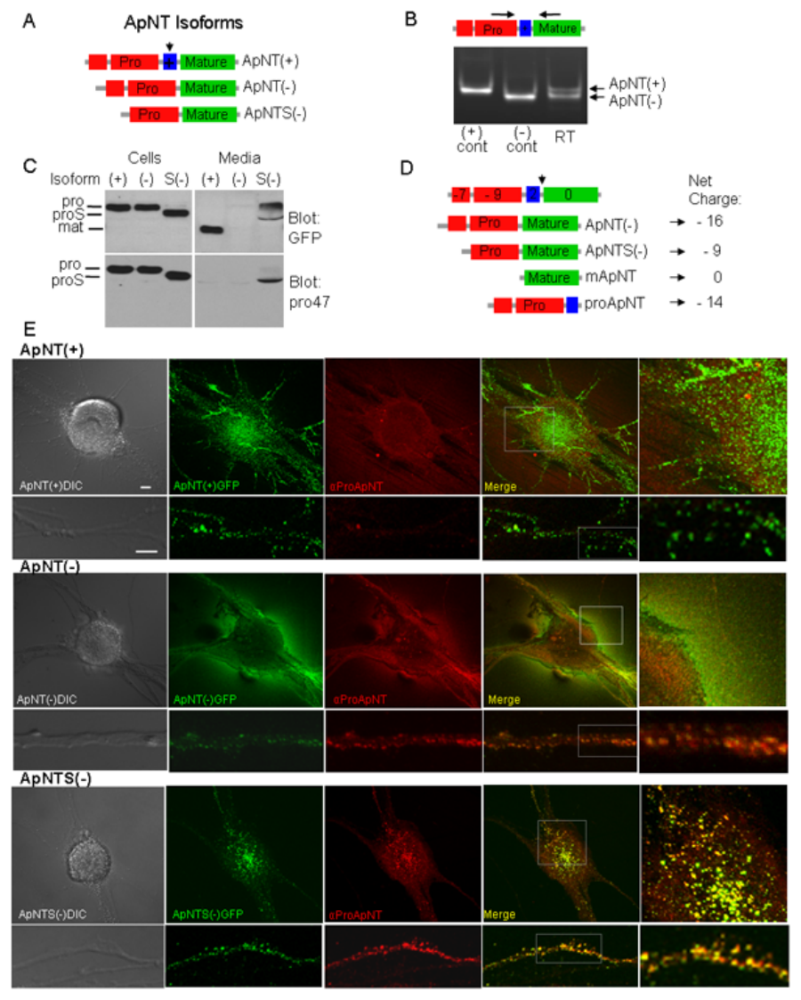 A
ApNT Isoforms
Pro + Mature ApNT(+)
Pro Mature ApNT(-)
Pro Mature ApNTS(-)
B
Pro Mature
ApNT(+)
ApNT(-)
(+) cont
(-) cont
RT
C
Cells Media
Isoform (+) (-) S(-) (+) (-) S(-)
pro
proS
mat
Blot: GFP
pro
proS
Blot: pro47
D
Net Charge:
-7 - 9 2 0
Pro Mature ApNT(-) - 16
Pro Mature ApNTS(-) - 9
Mature mApNT 0
Pro proApNT - 14
E
ApNT(+)
ApNT(+)DIC
ApNT(+)GFP
αProApNT
Merge
ApNT(-)
ApNT(-)DIC
ApNT(-)GFP
αProApNT
Merge
ApNTS(-)
ApNTS(-)DIC
ApNTS(-)GFP
αProApNT
Merge